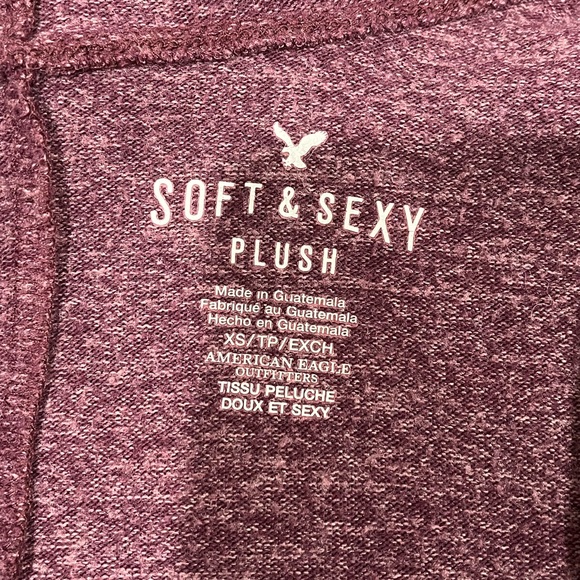 SOFT & SEXY
PLUSH
Made in Guatemala
Fabriqué au Guatemala
Hecho en Guatemala
XS/TP/EXCH
AMERICAN EAGLE
OUTFITTERS
TISSU PELUCHE
DOUX ET SEXY